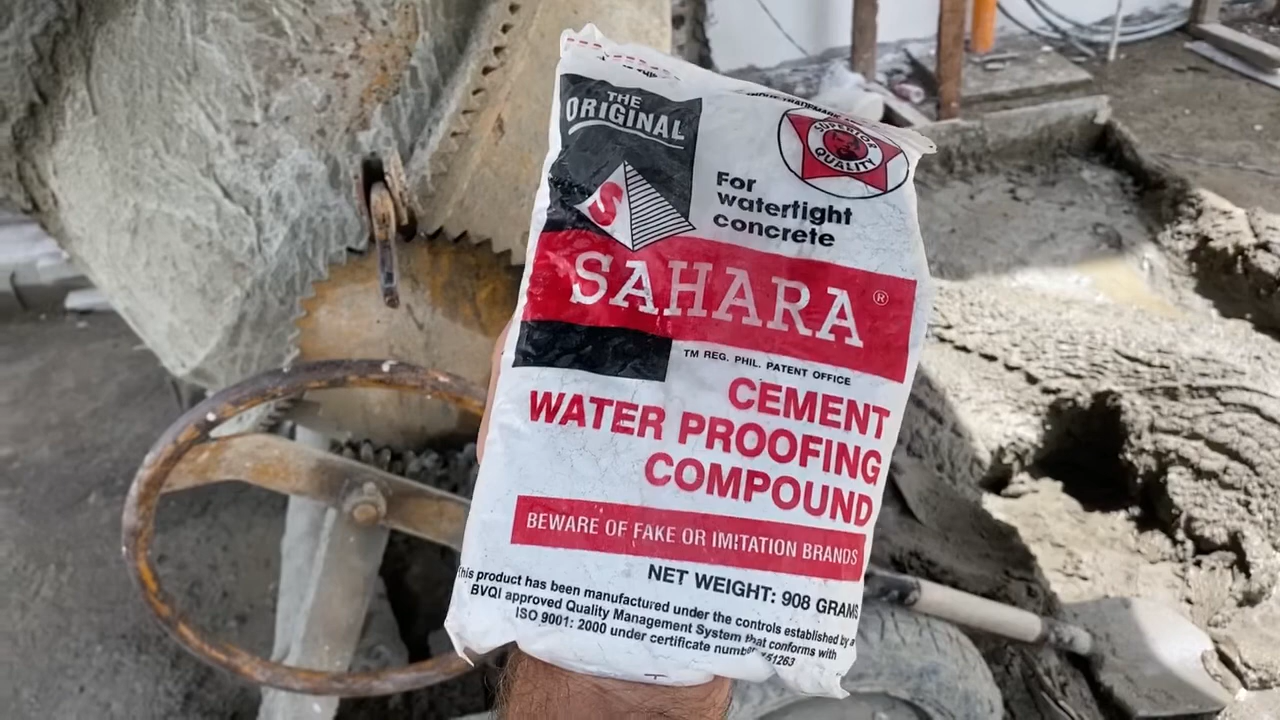 THE
ORIGINAL
SUPERIOR
QUALITY
For
watertight
concrete
S
SAHARA ®
TM REG. PHIL. PATENT OFFICE
CEMENT
WATER PROOFING
COMPOUND
BEWARE OF FAKE OR IMITATION BRANDS
NET WEIGHT: 908 GRAMS
This product has been manufactured under the controls established by a
BVQI approved Quality Management System that conforms with
ISO 9001: 2000 under certificate number